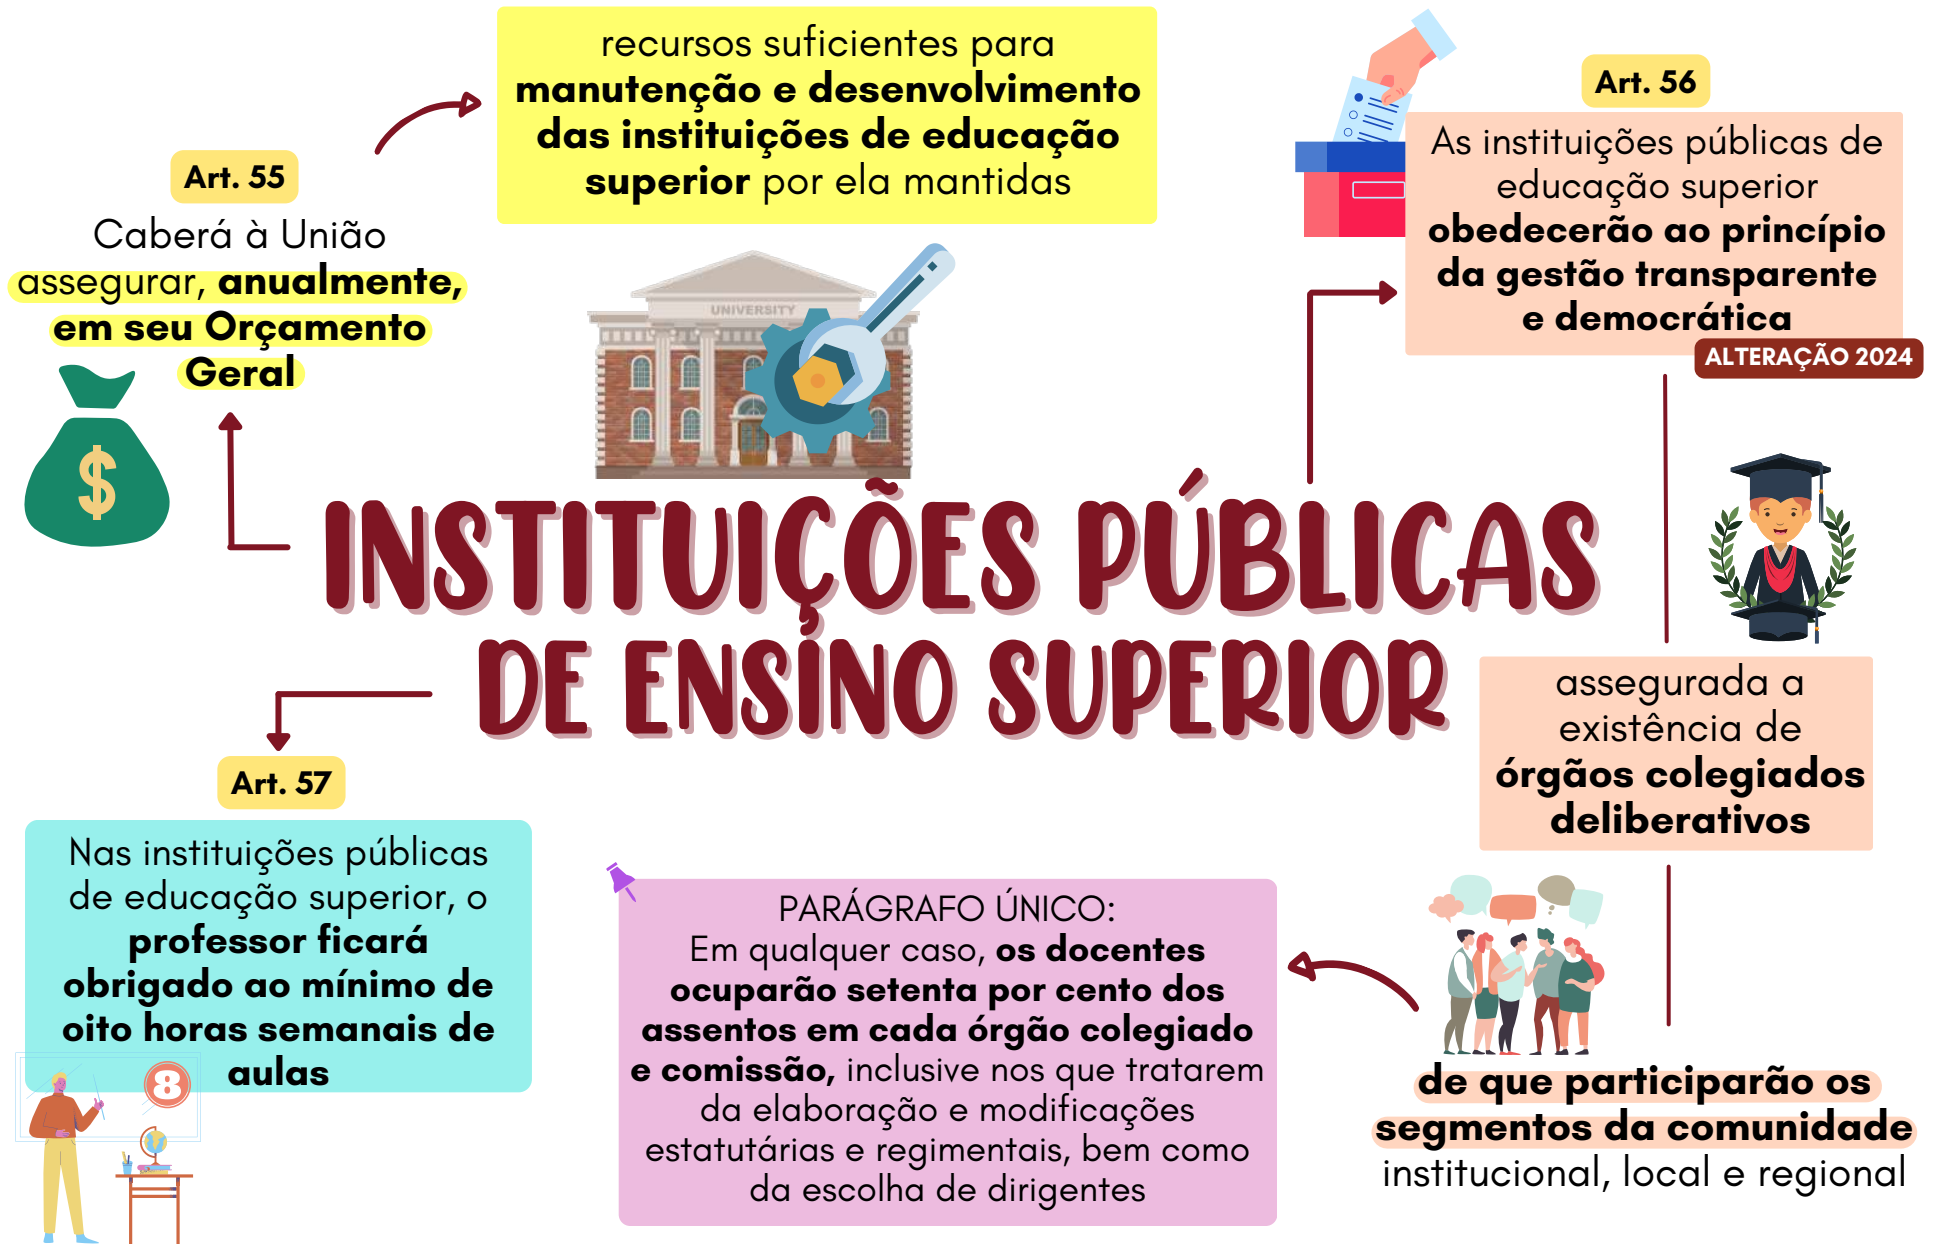 Art. 55
Caberá à União
assegurar, anualmente,
em seu Orçamento
Geral
$
recursos suficientes para
manutenção e desenvolvimento
das instituições de educação
superior por ela mantidas
UNIVERSITY
Art. 56
As instituições públicas de
educação superior
obedecerão ao princípio
da gestão transparente
e democrática
ALTERAÇÃO 2024
INSTITUIÇÕES PÚBLICAS
DE ENSINO SUPERIOR
assegurada a
existência de
órgãos colegiados
deliberativos
de que participarão os
segmentos da comunidade
institucional, local e regional
PARÁGRAFO ÚNICO:
Em qualquer caso, os docentes
ocuparão setenta por cento dos
assentos em cada órgão colegiado
e comissão, inclusive nos que tratarem
da elaboração e modificações
estatutárias e regimentais, bem como
da escolha de dirigentes
Art. 57
Nas instituições públicas
de educação superior, o
professor ficará
obrigado ao mínimo de
oito horas semanais de
aulas
8